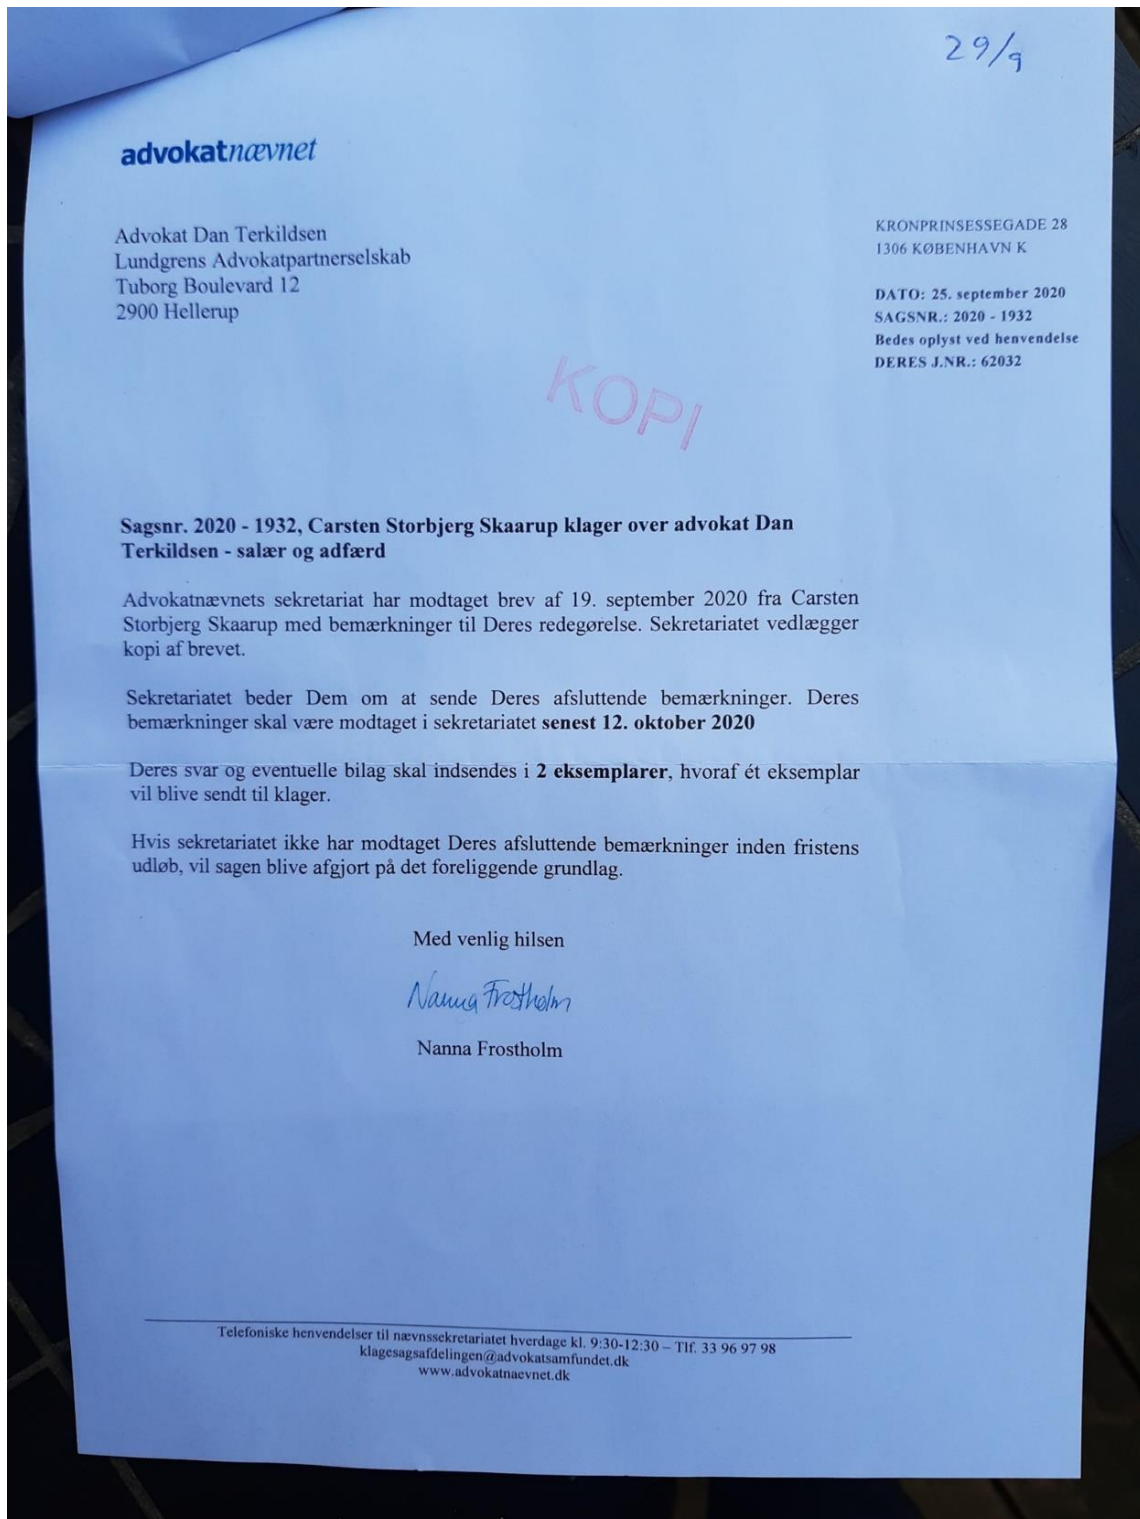 29/9
advokatnævnet
Advokat Dan Terkildsen
Lundgrens Advokatpartnerselskab
Tuborg Boulevard 12
2900 Hellerup
KRONPRINSESSEGADE 28
1306 KØBENHAVN K
DATO: 25. september 2020
SAGSNR.: 2020 - 1932
Bedes oplyst ved henvendelse
DERES J.NR.: 62032
KOPI
Sagsnr. 2020 - 1932, Carsten Storbjerg Skaarup klager over advokat Dan
Terkildsen - salær og adfærd
Advokatnævnets sekretariat har modtaget brev af 19. september 2020 fra Carsten
Storbjerg Skaarup med bemærkninger til Deres redegørelse. Sekretariatet vedlægger
kopi af brevet.
Sekretariatet beder Dem om at sende Deres afsluttende bemærkninger. Deres
bemærkninger skal være modtaget i sekretariatet senest 12. oktober 2020
Deres svar og eventuelle bilag skal indsendes i 2 eksemplarer, hvoraf ét eksemplar
vil blive sendt til klager.
Hvis sekretariatet ikke har modtaget Deres afsluttende bemærkninger inden fristens
udløb, vil sagen blive afgjort på det foreliggende grundlag.
Med venlig hilsen
Nanna Frostholm
Nanna Frostholm
Telefoniske henvendelser til nævnssekretariatet hverdage kl. 9:30-12:30 – Tlf. 33 96 97 98
klagesagsafdelingen@advokatsamfundet.dk
www.advokatnaevnet.dk